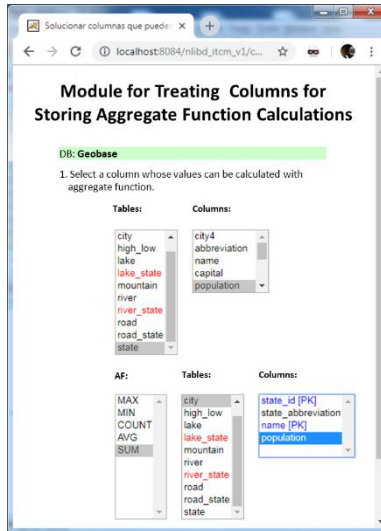 Solucionar columnas que pueder
localhost:8084/nlibd_itcm_v1/c...
Module for Treating Columns for
Storing Aggregate Function Calculations
DB: Geobase
1. Select a column whose values can be calculated with
aggregate function.
Tables: Columns:
city
high_low
lake
lake_state
mountain
river
river_state
road
road_state
state
city4
abbreviation
name
capital
population
AF: Tables: Columns:
MAX
MIN
COUNT
AVG
SUM
city
high_low
lake
lake_state
mountain
river
river_state
road
road_state
state
state_id [PK]
state_abbreviation
name [PK]
population